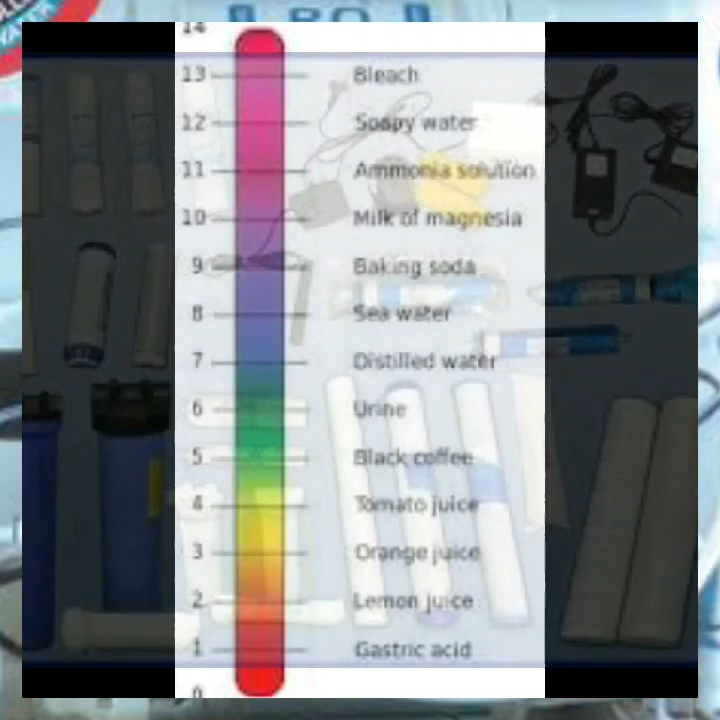 RO
WATER
14
13 Bleach
12 Soapy water
11 Ammonia solution
10 Milk of magnesia
9 Baking soda
8 Sea water
7 Distilled water
6 Urine
5 Black coffee
4 Tomato juice
3 Orange juice
2 Lemon juice
1 Gastric acid
0